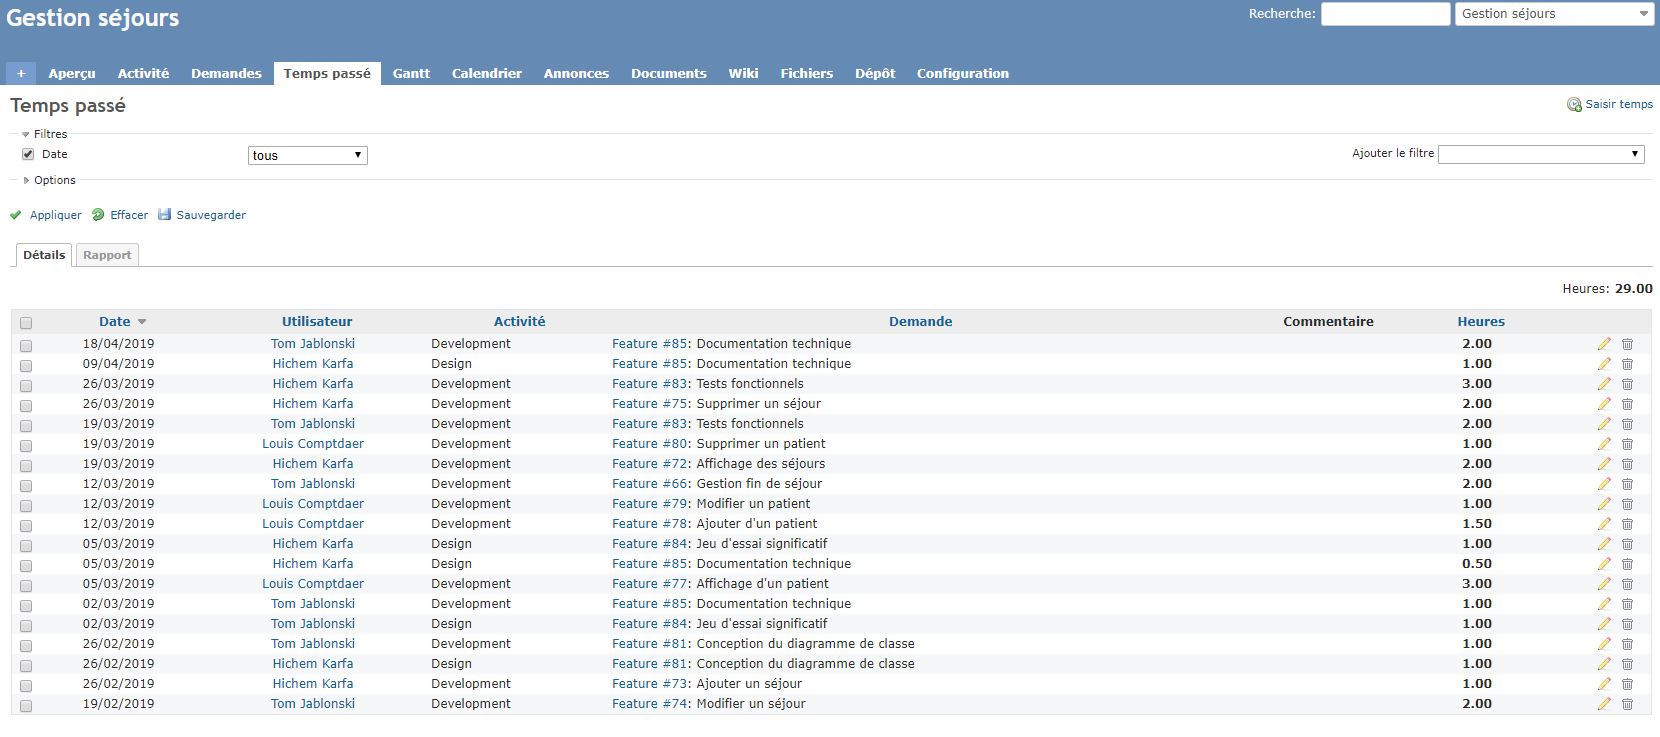 Gestion séjours
Recherche: Gestion séjours
+ Aperçu Activité Demandes Temps passé Gantt Calendrier Annonces Documents Wiki Fichiers Dépôt Configuration
Temps passé
Saisir temps
Filtres
Date tous Ajouter le filtre
Options
Appliquer Effacer Sauvegarder
Détails Rapport
Heures: 29.00
Date Utilisateur Activité Demande Commentaire Heures
18/04/2019 Tom Jablonski Development Feature #85: Documentation technique 2.00
09/04/2019 Hichem Karfa Design Feature #85: Documentation technique 1.00
26/03/2019 Hichem Karfa Development Feature #83: Tests fonctionnels 3.00
26/03/2019 Hichem Karfa Development Feature #75: Supprimer un séjour 2.00
19/03/2019 Tom Jablonski Development Feature #83: Tests fonctionnels 2.00
19/03/2019 Louis Comptdaer Development Feature #80: Supprimer un patient 1.00
19/03/2019 Hichem Karfa Development Feature #72: Affichage des séjours 2.00
12/03/2019 Tom Jablonski Development Feature #66: Gestion fin de séjour 2.00
12/03/2019 Louis Comptdaer Development Feature #79: Modifier un patient 1.00
12/03/2019 Louis Comptdaer Development Feature #78: Ajouter d'un patient 1.50
05/03/2019 Hichem Karfa Design Feature #84: Jeu d'essai significatif 1.00
05/03/2019 Hichem Karfa Design Feature #85: Documentation technique 0.50
05/03/2019 Louis Comptdaer Development Feature #77: Affichage d'un patient 3.00
02/03/2019 Tom Jablonski Development Feature #85: Documentation technique 1.00
02/03/2019 Tom Jablonski Design Feature #84: Jeu d'essai significatif 1.00
26/02/2019 Tom Jablonski Development Feature #81: Conception du diagramme de classe 1.00
26/02/2019 Hichem Karfa Design Feature #81: Conception du diagramme de classe 1.00
26/02/2019 Hichem Karfa Development Feature #73: Ajouter un séjour 1.00
19/02/2019 Tom Jablonski Development Feature #74: Modifier un séjour 2.00